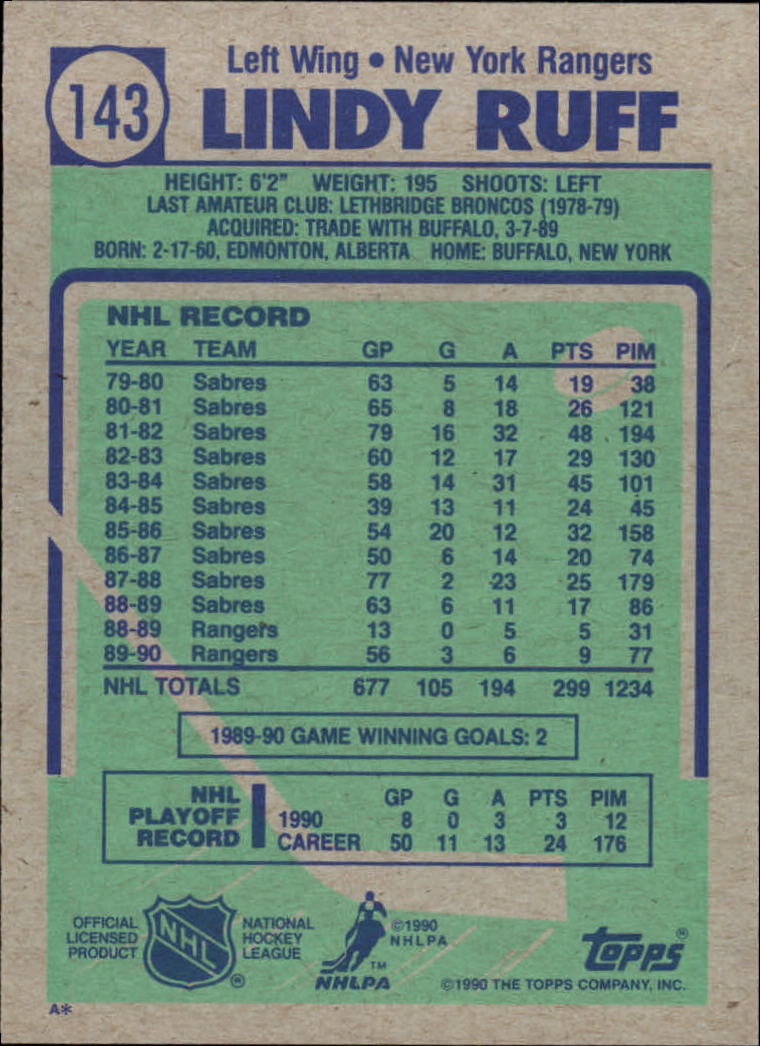 143
Left Wing • New York Rangers
LINDY RUFF
HEIGHT: 6'2" WEIGHT: 195 SHOOTS: LEFT
LAST AMATEUR CLUB: LETHBRIDGE BRONCOS (1978-79)
ACQUIRED: TRADE WITH BUFFALO, 3-7-89
BORN: 2-17-60, EDMONTON, ALBERTA HOME: BUFFALO, NEW YORK
NHL RECORD
YEAR TEAM GP G A PTS PIM
79-80 Sabres 63 5 14 19 38
80-81 Sabres 65 8 18 26 121
81-82 Sabres 79 16 32 48 194
82-83 Sabres 60 12 17 29 130
83-84 Sabres 58 14 31 45 101
84-85 Sabres 39 13 11 24 45
85-86 Sabres 54 20 12 32 158
86-87 Sabres 50 6 14 20 74
87-88 Sabres 77 2 23 25 179
88-89 Sabres 63 6 11 17 86
88-89 Rangers 13 0 5 5 31
89-90 Rangers 56 3 6 9 77
NHL TOTALS 677 105 194 299 1234
1989-90 GAME WINNING GOALS: 2
NHL PLAYOFF RECORD
GP G A PTS PIM
1990 8 0 3 3 12
CAREER 50 11 13 24 176
OFFICIAL
LICENSED
PRODUCT
NHL
®
NATIONAL
HOCKEY
LEAGUE
TM
NHLPA
©1990
NHLPA
topps®
©1990 THE TOPPS COMPANY, INC.
A*